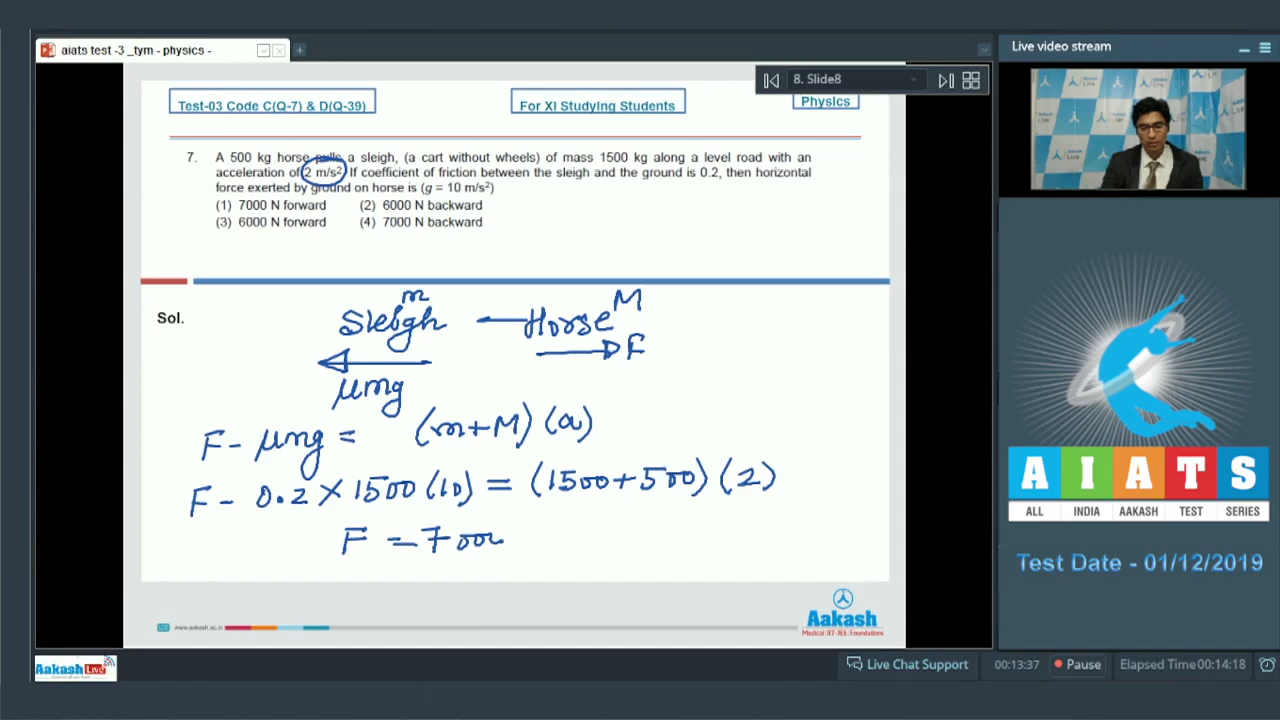 aiats test -3 _tym - physics -
Live video stream
8. Slide8
Test-03 Code C(Q-7) & D(Q-39)
For XI Studying Students
Physics
7. A 500 kg horse pulls a sleigh, (a cart without wheels) of mass 1500 kg along a level road with an
acceleration of 2 m/s². If coefficient of friction between the sleigh and the ground is 0.2, then horizontal
force exerted by ground on horse is (g = 10 m/s²)
(1) 7000 N forward (2) 6000 N backward
(3) 6000 N forward (4) 7000 N backward
Sol.
m M
Sleigh Horse
F
μmg
F - μmg = (m+M) (a)
F - 0.2 × 1500 (10) = (1500+500) (2)
F = 7000
www.aakash.ac.in
Aakash
Medical | IIT-JEE | Foundations
A I A T S
ALL INDIA AAKASH TEST SERIES
Test Date - 01/12/2019
Aakash Live
Live Chat Support
00:13:37
Pause
Elapsed Time 00:14:18